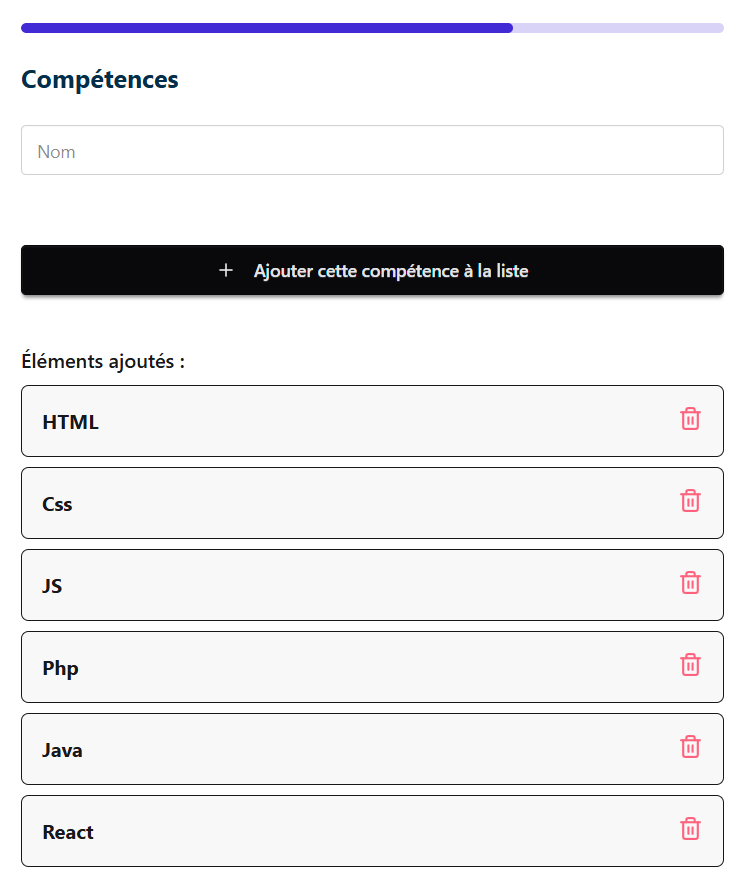 Compétences
Nom
+ Ajouter cette compétence à la liste
Éléments ajoutés :
HTML
Css
JS
Php
Java
React